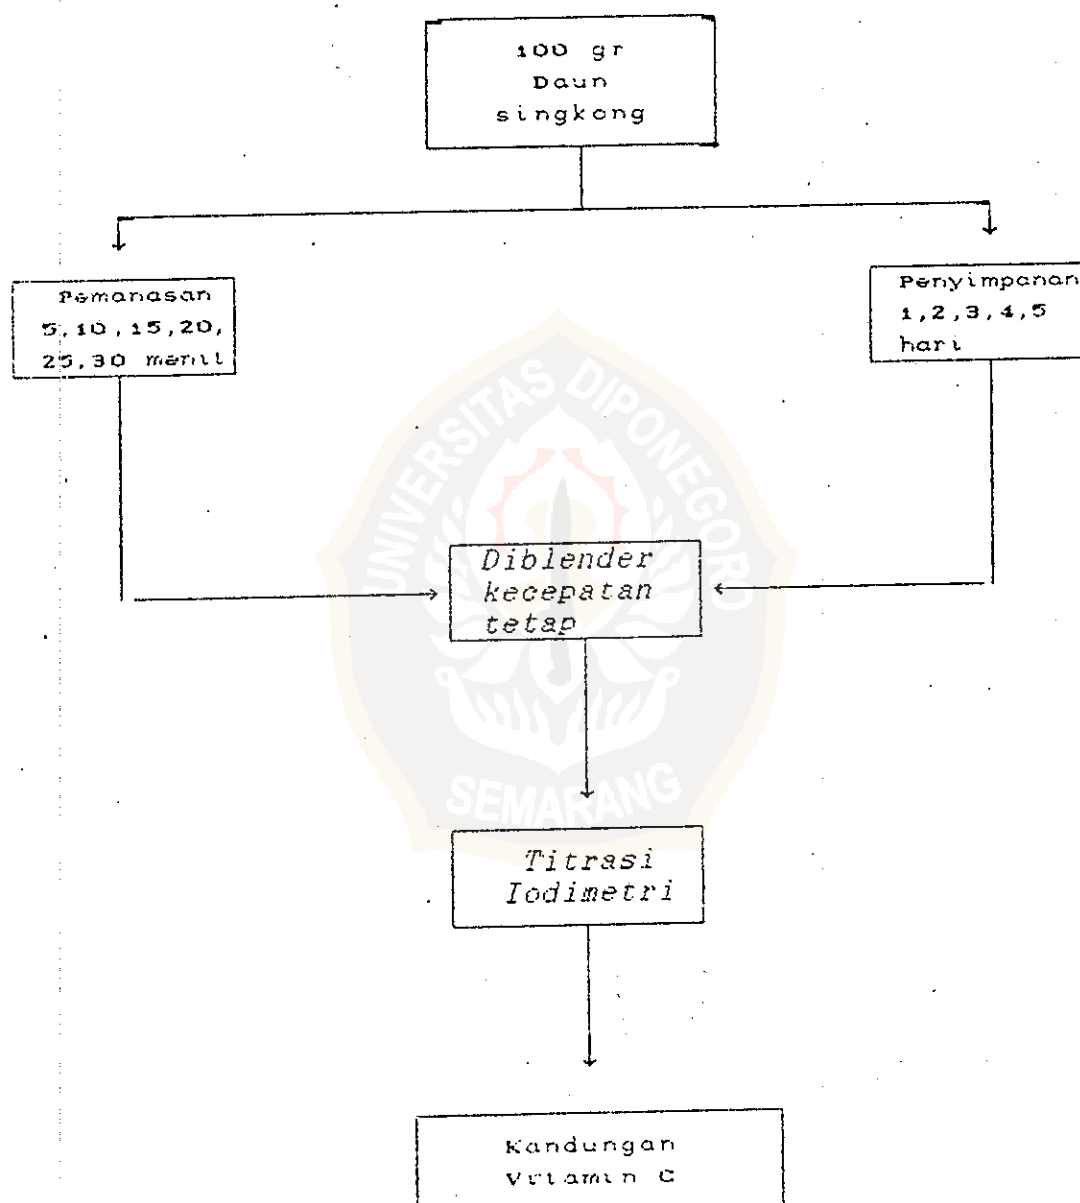 100 gr
Daun
singkong
Pemanasan
5,10,15,20,
25,30 menit
Penyimpanan
1,2,3,4,5
hari
UNIVERSITAS DIPONEGORO
SEMARANG
Diblender
kecepatan
tetap
Titrasi
Iodimetri
Kandungan
Vitamin C